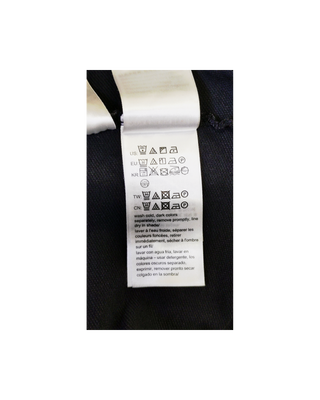 US:
EU:
KR:
TW:
CN:
wash cold, dark colors
separately, remove promptly, line
dry in shade/
laver à l'eau froide, séparer les
couleurs foncées, retirer
immédiatement, sécher à l'ombre
sur un fil
lavar con agua fría, lavar en
máquina - usar detergente, los
colores oscuros separado,
exprimir, remover pronto secar
colgado en la sombra/